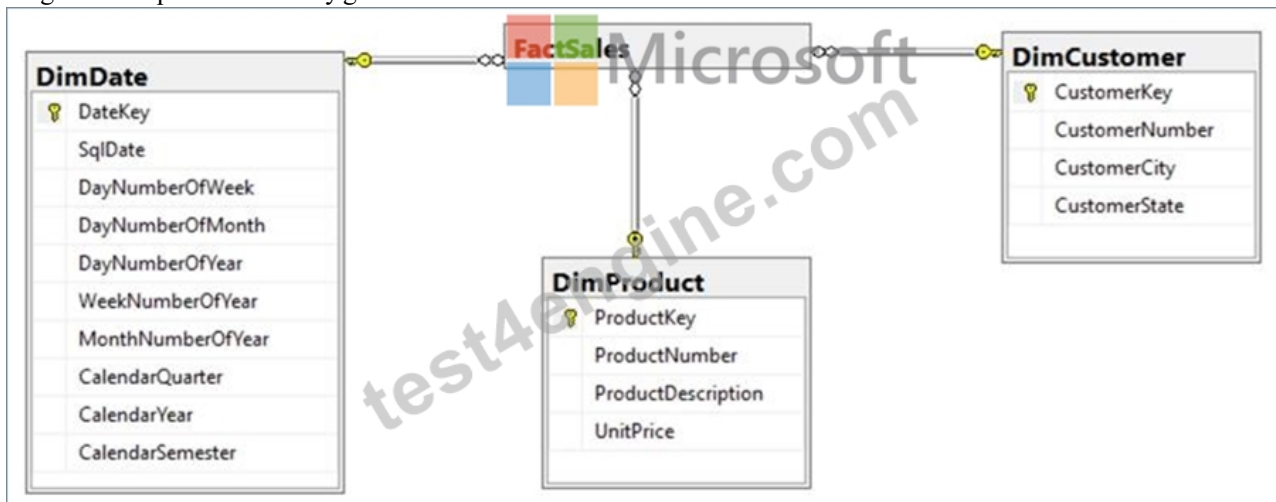 DimDate
DateKey
SqlDate
DayNumberOfWeek
DayNumberOfMonth
DayNumberOfYear
WeekNumberOfYear
MonthNumberOfYear
CalendarQuarter
CalendarYear
CalendarSemester
FactSales
Microsoft
test4engine.com
DimProduct
ProductKey
ProductNumber
ProductDescription
UnitPrice
DimCustomer
CustomerKey
CustomerNumber
CustomerCity
CustomerState